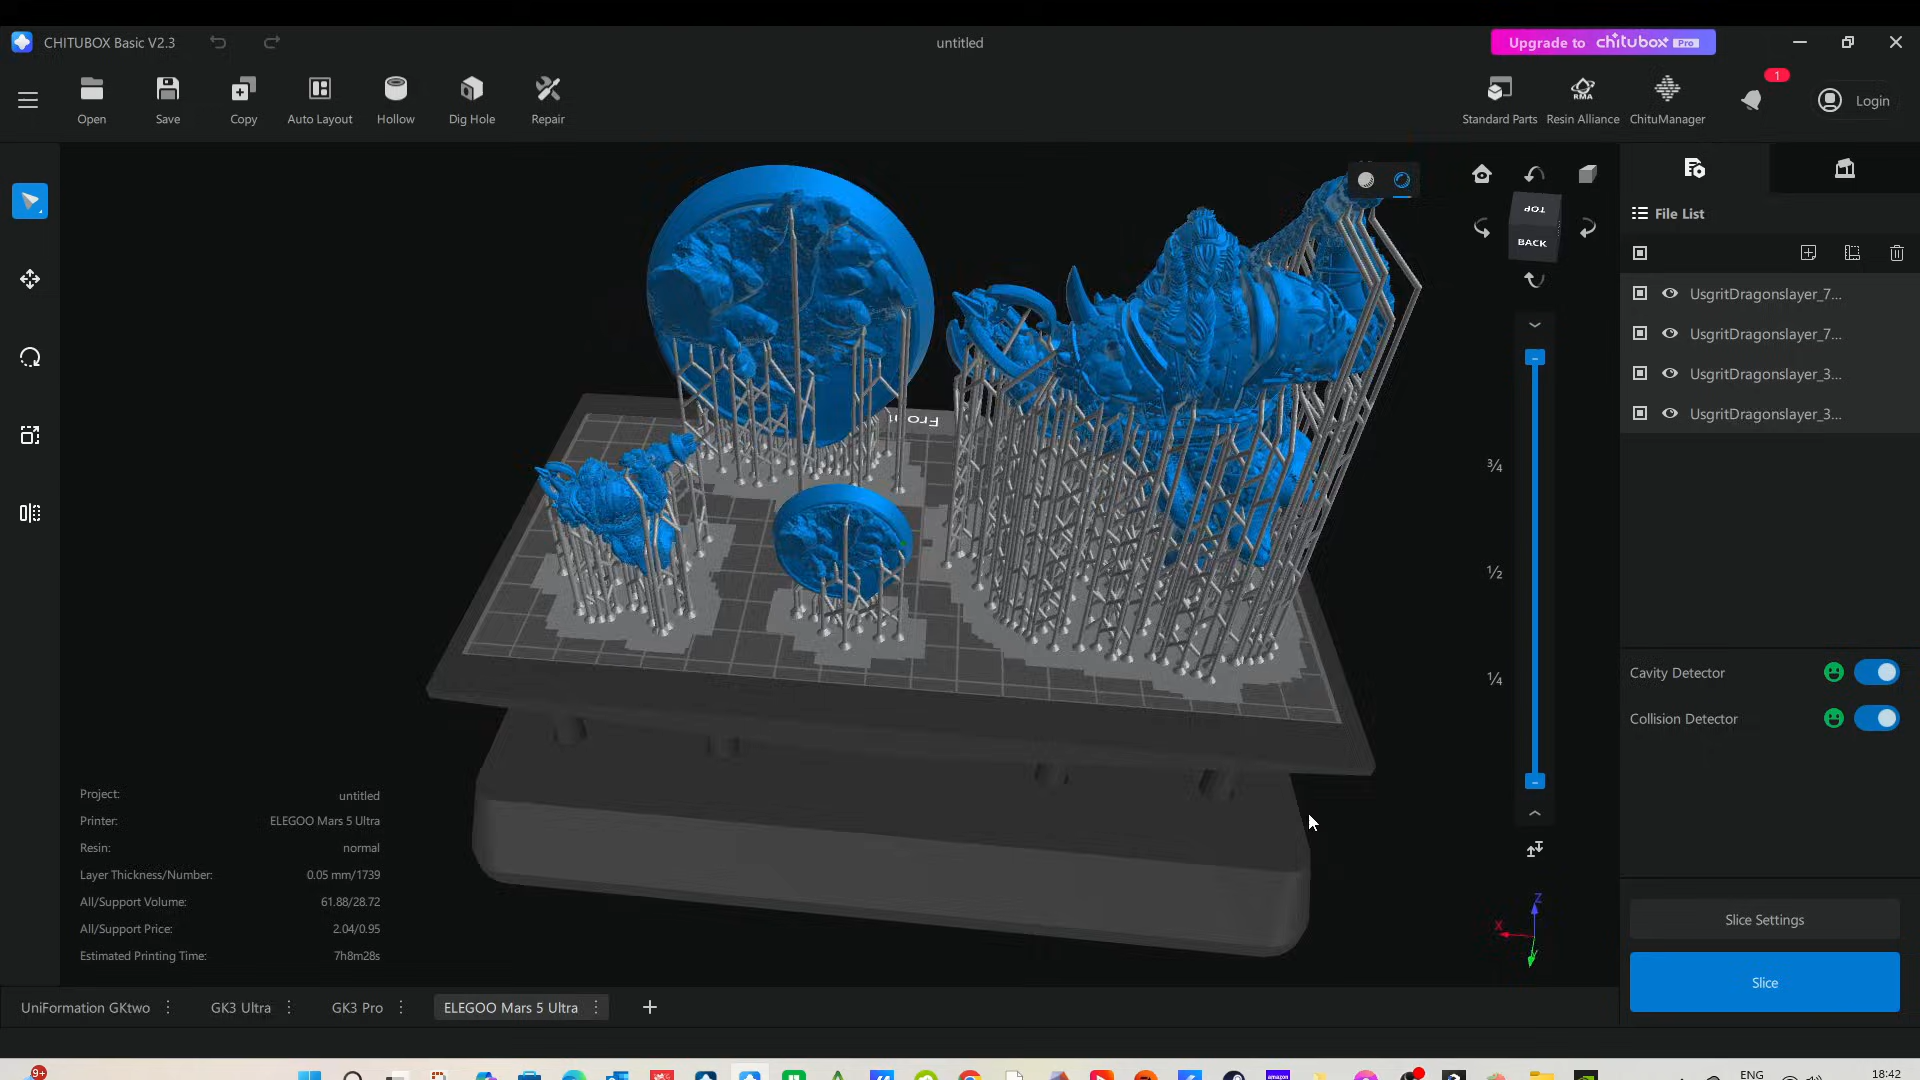 CHITUBOX Basic V2.3
untitled
Upgrade to chitubox Pro
Open
Save
Copy
Auto Layout
Hollow
Dig Hole
Repair
Standard Parts
RMA
Resin Alliance
ChituManager
1
Login
TOP
BACK
File List
UsgritDragonslayer_7...
UsgritDragonslayer_7...
UsgritDragonslayer_3...
UsgritDragonslayer_3...
Front
3/4
1/2
1/4
Cavity Detector
Collision Detector
Project: untitled
Printer: ELEGOO Mars 5 Ultra
Resin: normal
Layer Thickness/Number: 0.05 mm/1739
All/Support Volume: 61.88/28.72
All/Support Price: 2.04/0.95
Estimated Printing Time: 7h8m28s
Z
X
Y
Slice Settings
Slice
UniFormation GKtwo
GK3 Ultra
GK3 Pro
ELEGOO Mars 5 Ultra
9+
amazon
ENG
18:42